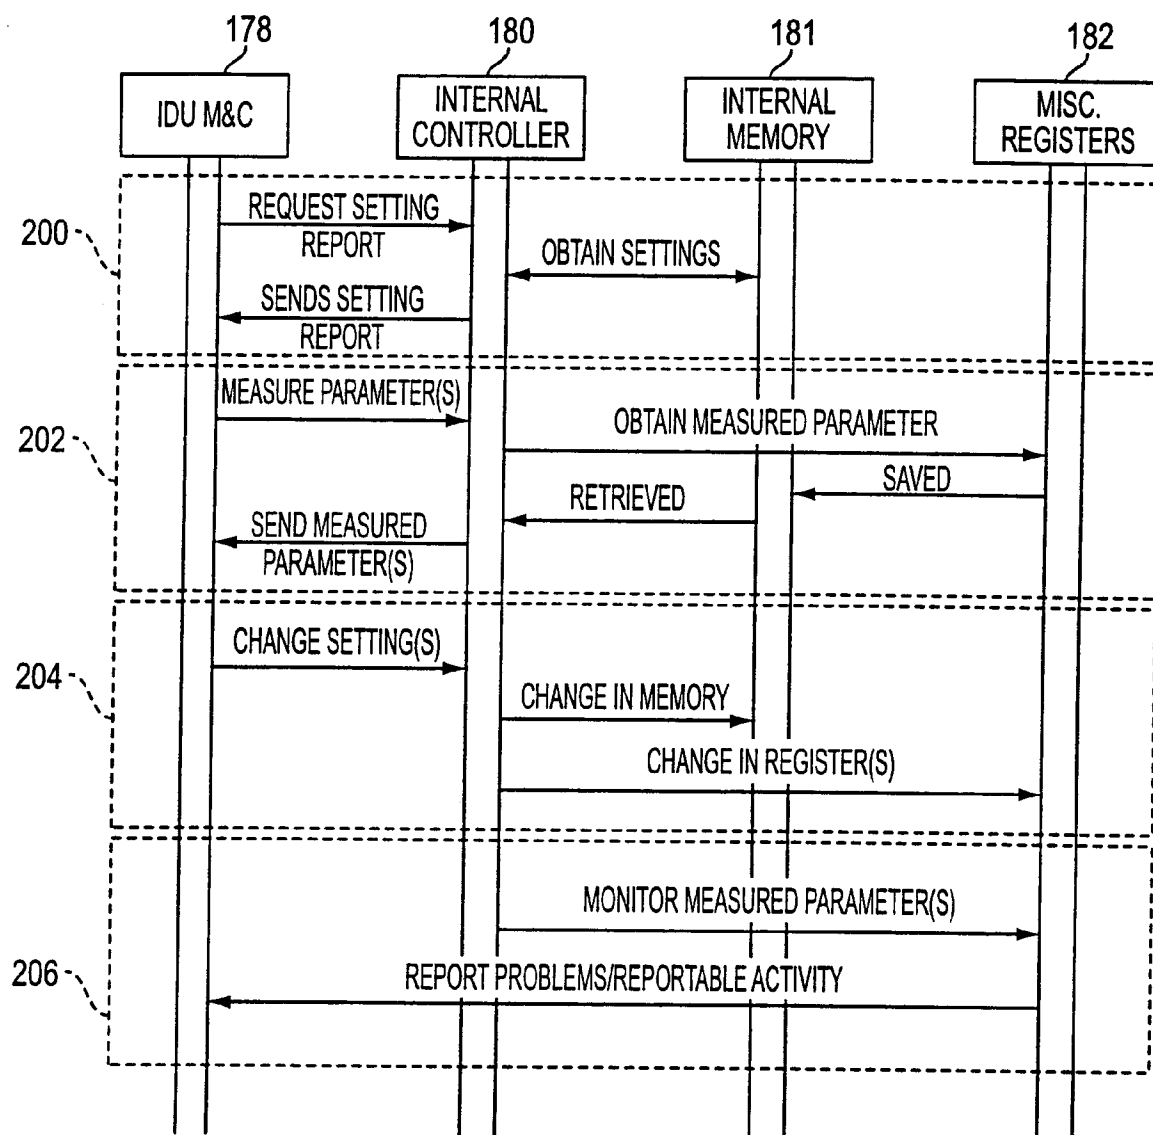 178
180
181
182
IDU M&C
INTERNAL
CONTROLLER
INTERNAL
MEMORY
MISC.
REGISTERS
200
REQUEST SETTING
REPORT
OBTAIN SETTINGS
SENDS SETTING
REPORT
202
MEASURE PARAMETER(S)
OBTAIN MEASURED PARAMETER
SAVED
RETRIEVED
SEND MEASURED
PARAMETER(S)
204
CHANGE SETTING(S)
CHANGE IN MEMORY
CHANGE IN REGISTER(S)
206
MONITOR MEASURED PARAMETER(S)
REPORT PROBLEMS/REPORTABLE ACTIVITY